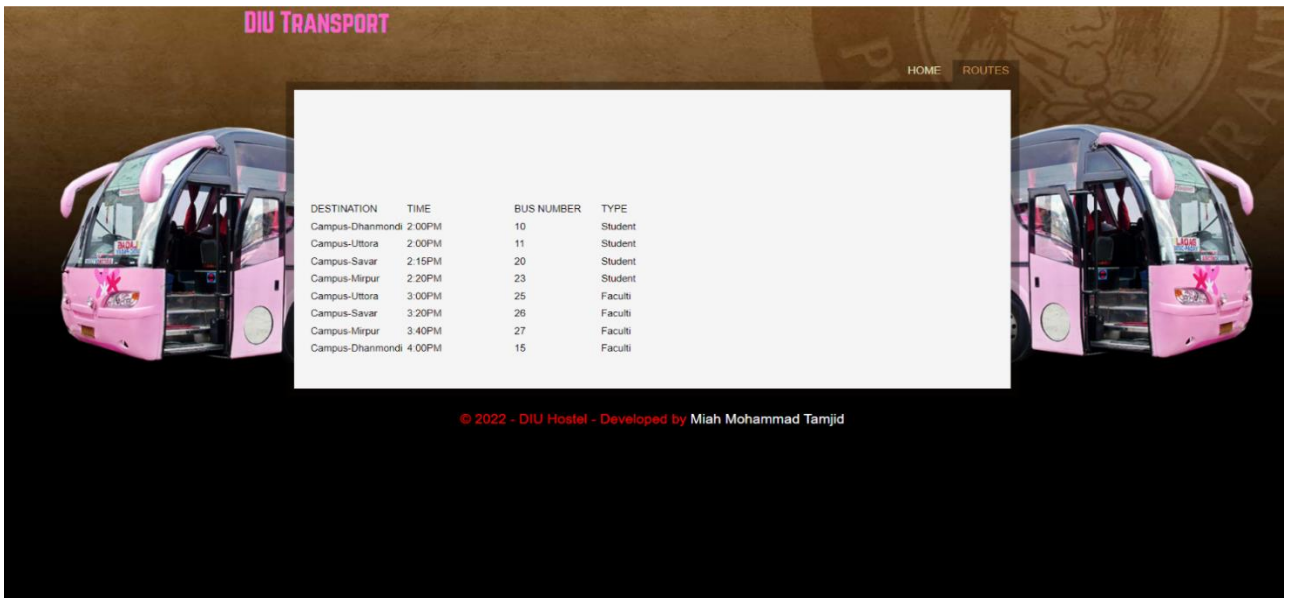 DIU TRANSPORT
HOME ROUTES
DESTINATION TIME BUS NUMBER TYPE
Campus-Dhanmondi 2:00PM 10 Student
Campus-Uttora 2:00PM 11 Student
Campus-Savar 2:15PM 20 Student
Campus-Mirpur 2:20PM 23 Student
Campus-Uttora 3:00PM 25 Faculti
Campus-Savar 3:20PM 26 Faculti
Campus-Mirpur 3:40PM 27 Faculti
Campus-Dhanmondi 4:00PM 15 Faculti
© 2022 - DIU Hostel - Developed by Miah Mohammad Tamjid